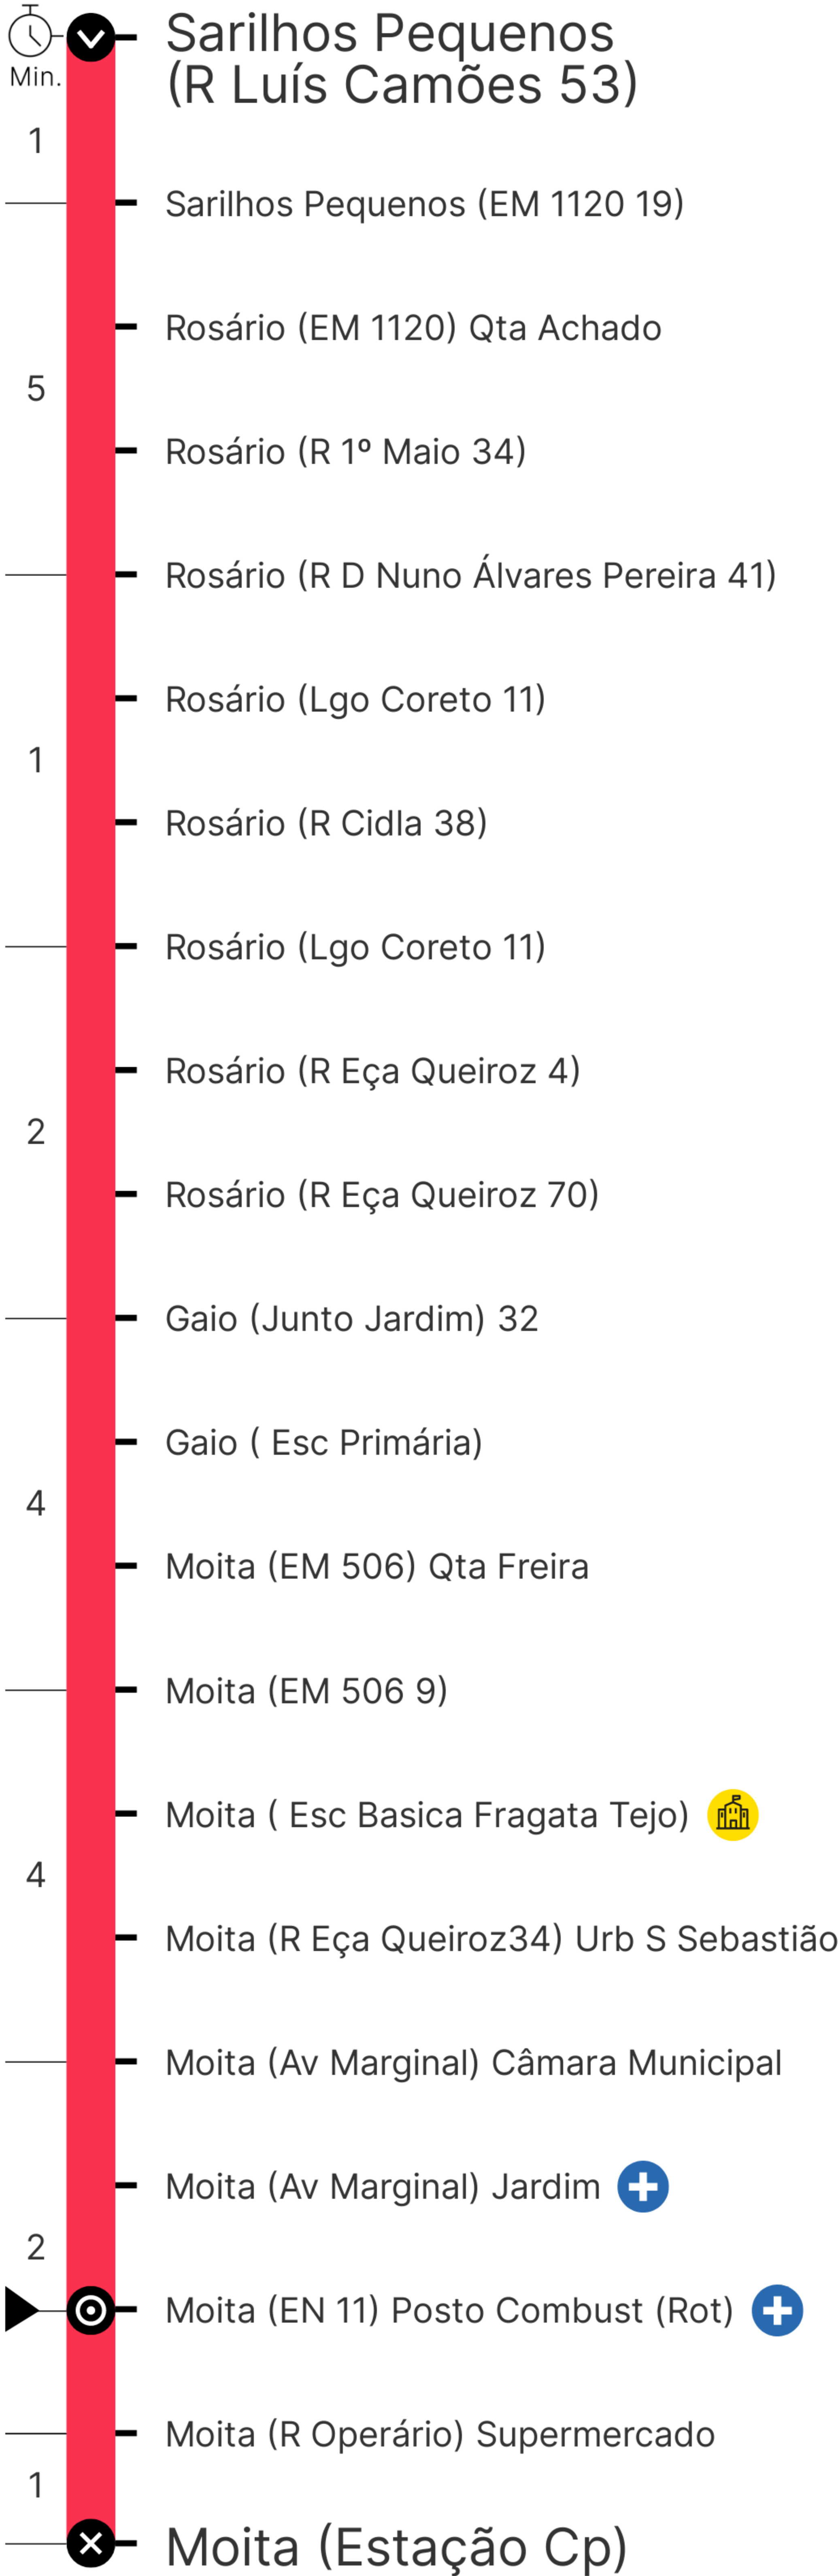 Sarilhos Pequenos
(R Luís Camões 53)
Min.
1
Sarilhos Pequenos (EM 1120 19)
Rosário (EM 1120) Qta Achado
5
Rosário (R 1º Maio 34)
Rosário (R D Nuno Álvares Pereira 41)
Rosário (Lgo Coreto 11)
1
Rosário (R Cidla 38)
Rosário (Lgo Coreto 11)
Rosário (R Eça Queiroz 4)
2
Rosário (R Eça Queiroz 70)
Gaio (Junto Jardim) 32
Gaio ( Esc Primária)
4
Moita (EM 506) Qta Freira
Moita (EM 506 9)
Moita ( Esc Basica Fragata Tejo)
4
Moita (R Eça Queiroz34) Urb S Sebastião
Moita (Av Marginal) Câmara Municipal
Moita (Av Marginal) Jardim
2
Moita (EN 11) Posto Combust (Rot)
Moita (R Operário) Supermercado
1
Moita (Estação Cp)